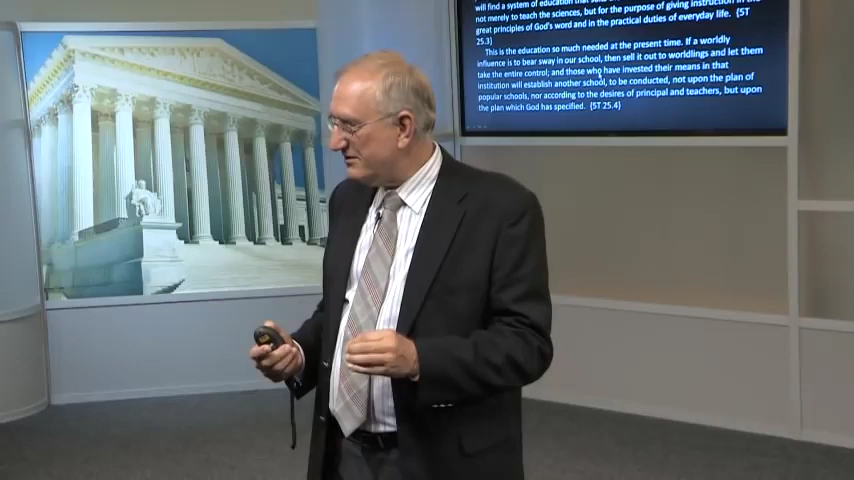 will find a system of education that
not merely to teach the sciences, but for the purpose of giving instruction in the
great principles of God's word and in the practical duties of everyday life. {5T
25.3}
This is the education so much needed at the present time. If a worldly
influence is to bear sway in our school, then sell it out to worldlings and let them
take the entire control; and those who have invested their means in that
institution will establish another school, to be conducted, not upon the plan of
popular schools, nor according to the desires of principal and teachers, but upon
the plan which God has specified. {5T 25.4}